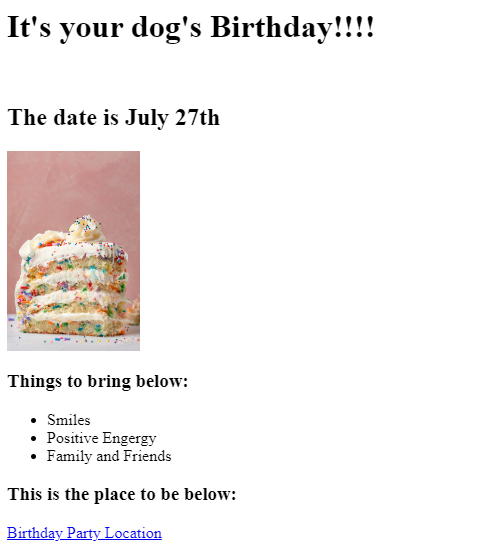 It's your dog's Birthday!!!!
The date is July 27th
Things to bring below:
Smiles
Positive Engergy
Family and Friends
This is the place to be below:
Birthday Party Location